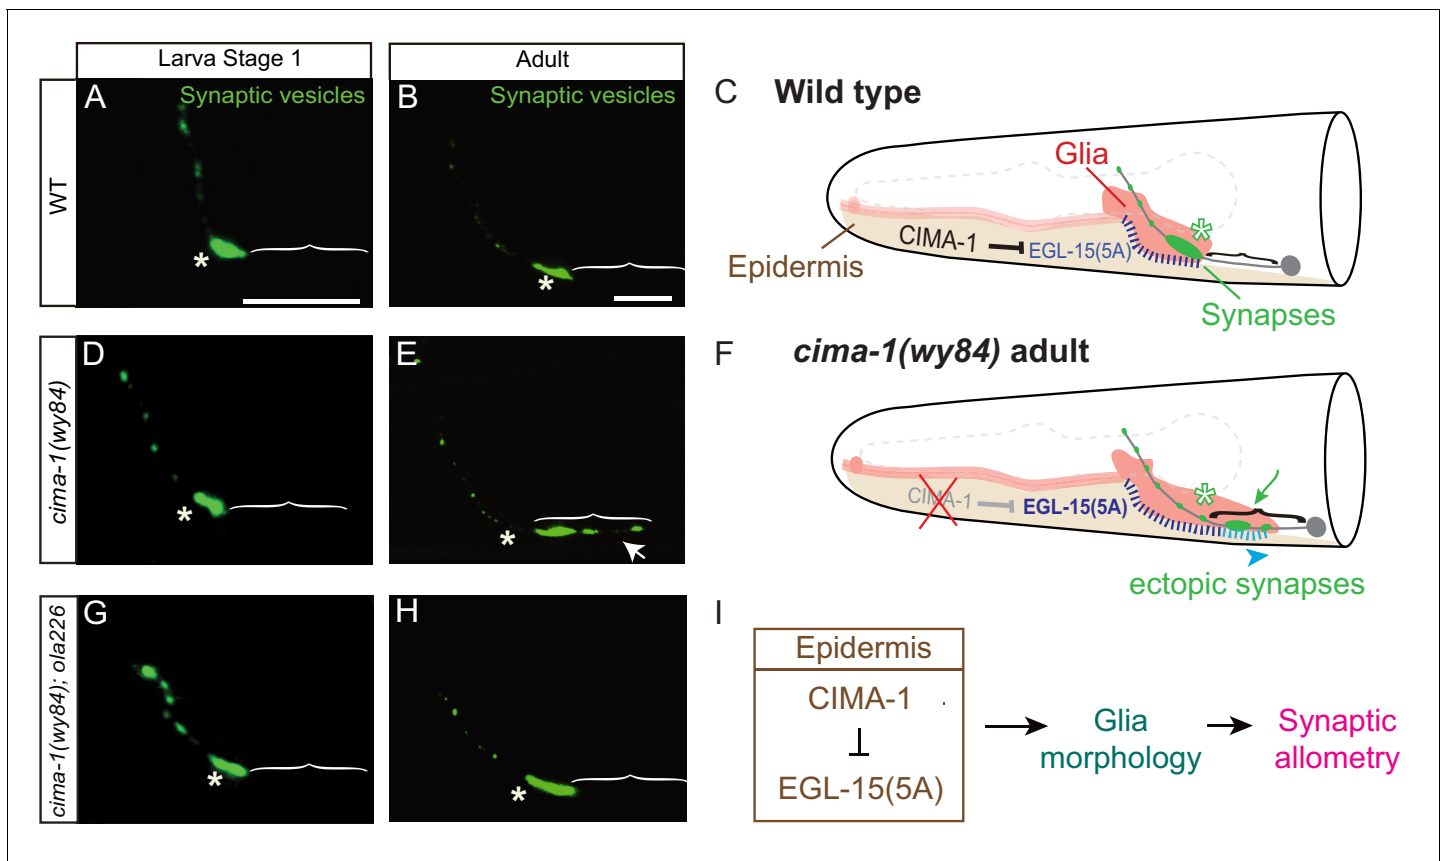 Larva Stage 1
Adult
WT
A
Synaptic vesicles
*
B
Synaptic vesicles
*
C Wild type
Glia
*
CIMA-1
EGL-15(5A)
Epidermis
Synapses
cima-1(wy84)
D
*
E
*
F cima-1(wy84) adult
*
CIMA-1
EGL-15(5A)
ectopic synapses
cima-1(wy84); ola226
G
*
H
*
I
Epidermis
CIMA-1
EGL-15(5A)
Glia
morphology
Synaptic
allometry